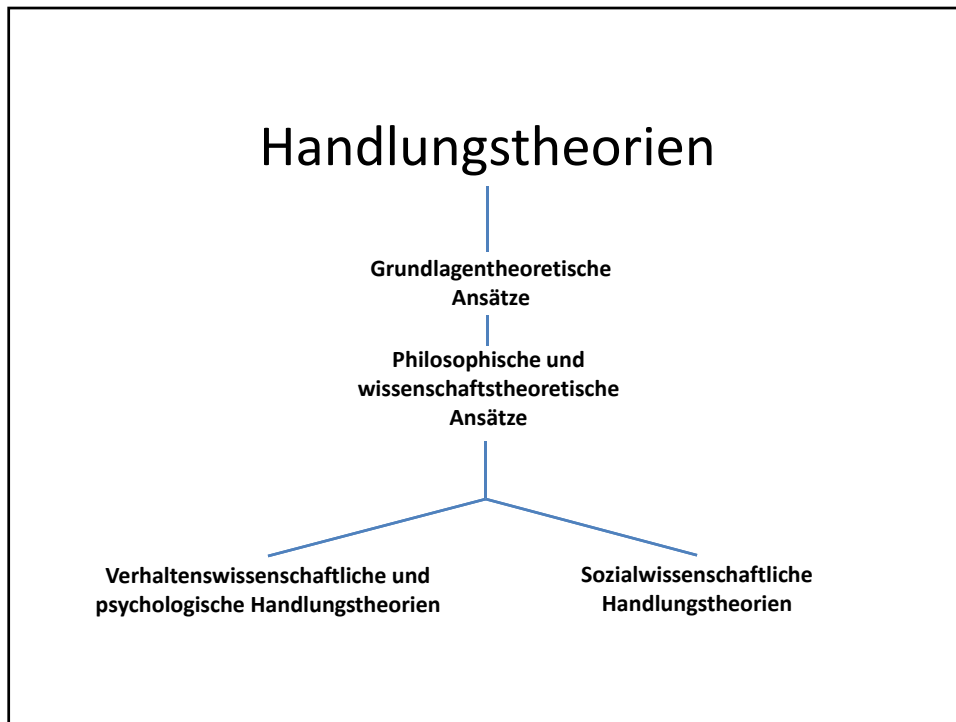 Handlungstheorien
Grundlagentheoretische
Ansätze
Philosophische und
wissenschaftstheoretische
Ansätze
Verhaltenswissenschaftliche und
psychologische Handlungstheorien
Sozialwissenschaftliche
Handlungstheorien